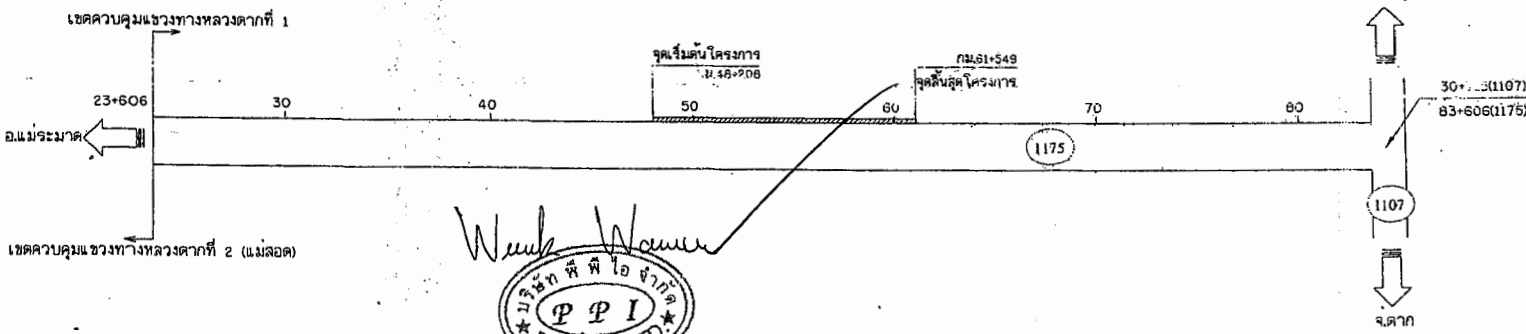 เขตควบคุมแขวงทางหลวงตากที่ 1
จุดเริ่มต้นโครงการ
กม.61+549
จุดสิ้นสุดโครงการ
23+606
30
40
50
60
70
80
83+606(1175)
อ.แม่ระมาด
1175
1107
เขตควบคุมแขวงทางหลวงตากที่ 2 (แม่สอด)
บริษัท พี พี ไอ จำกัด
P P I
จ.ตาก